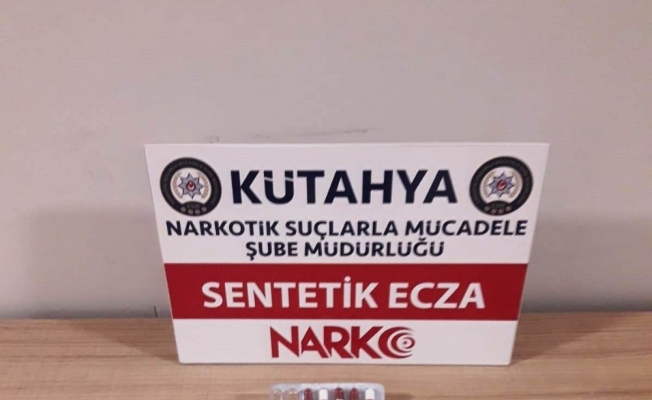 KÜTAHYA
NARKOTİK SUÇLARLA MÜCADELE
ŞUBE MÜDÜRLÜĞÜ
SENTETİK ECZA
NARKO